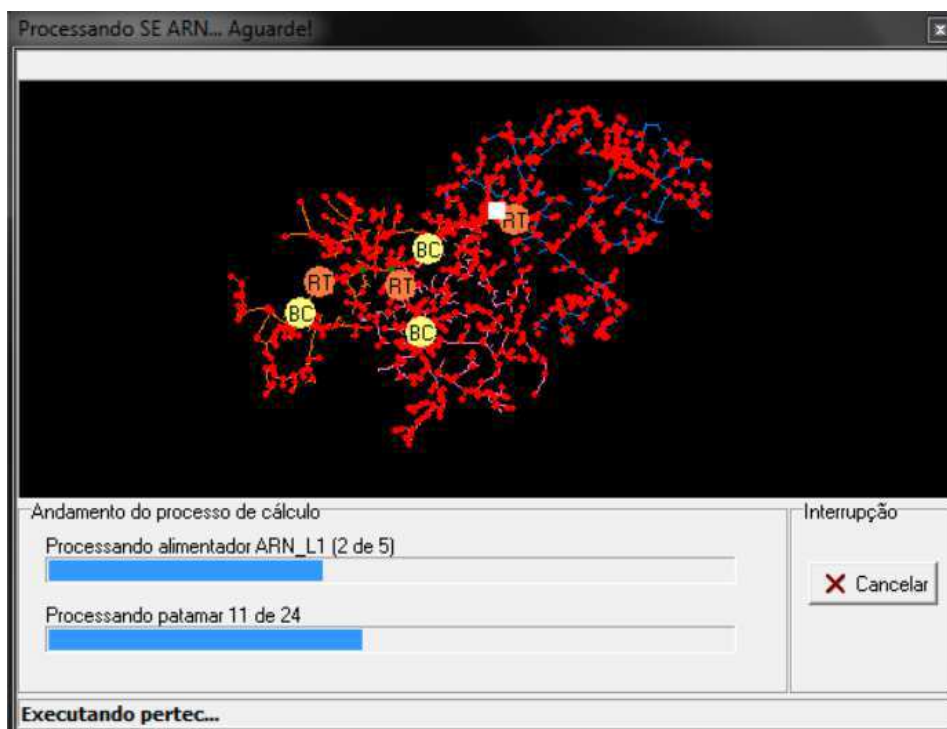 Processando SE ARN... Aguarde!
RT
BC
RT
RT
BC
BC
Andamento do processo de cálculo
Interrupção
Processando alimentador ARN_L1 (2 de 5)
Cancelar
Processando patamar 11 de 24
Executando pertec...